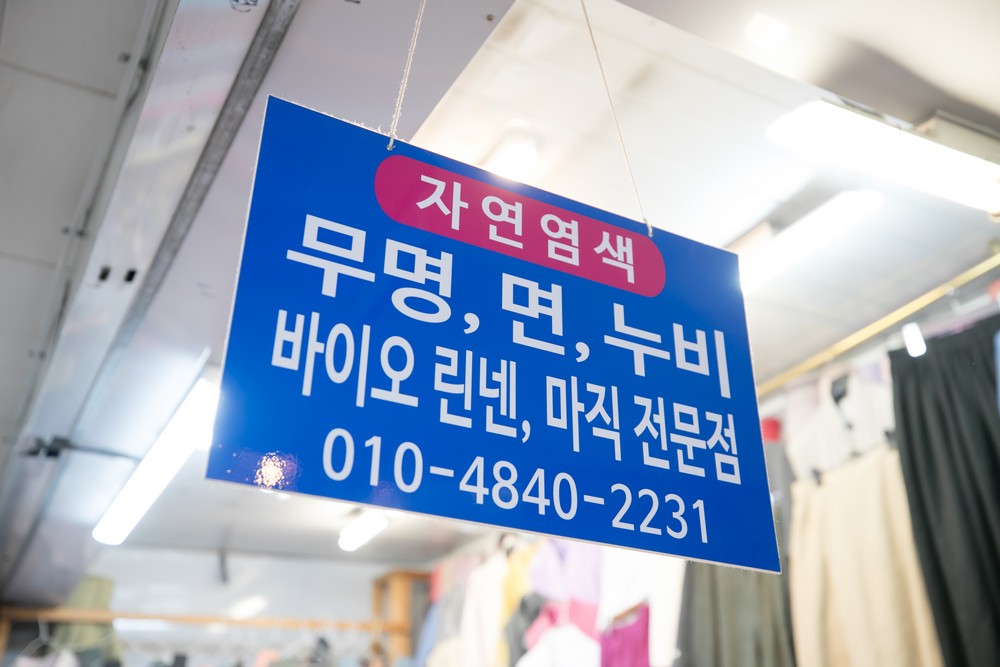 자연염색
무명, 면, 누비
바이오 린넨, 마직 전문점
010-4840-2231